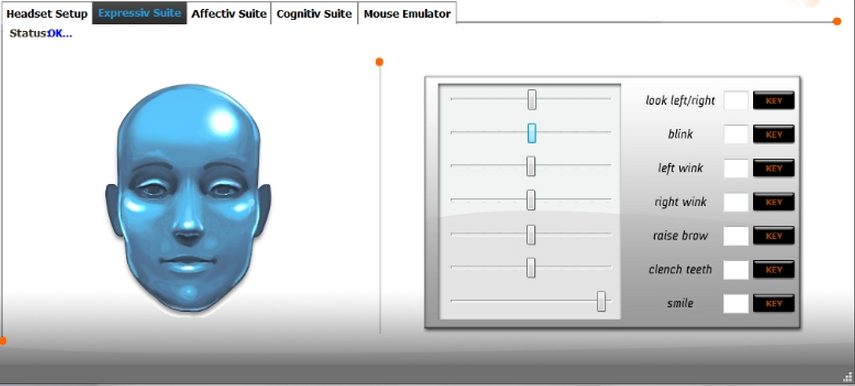 Headset Setup Expressiv Suite Affectiv Suite Cognitiv Suite Mouse Emulator
Status:OK...
look left/right KEY
blink KEY
left wink KEY
right wink KEY
raise brow KEY
clench teeth KEY
smile KEY